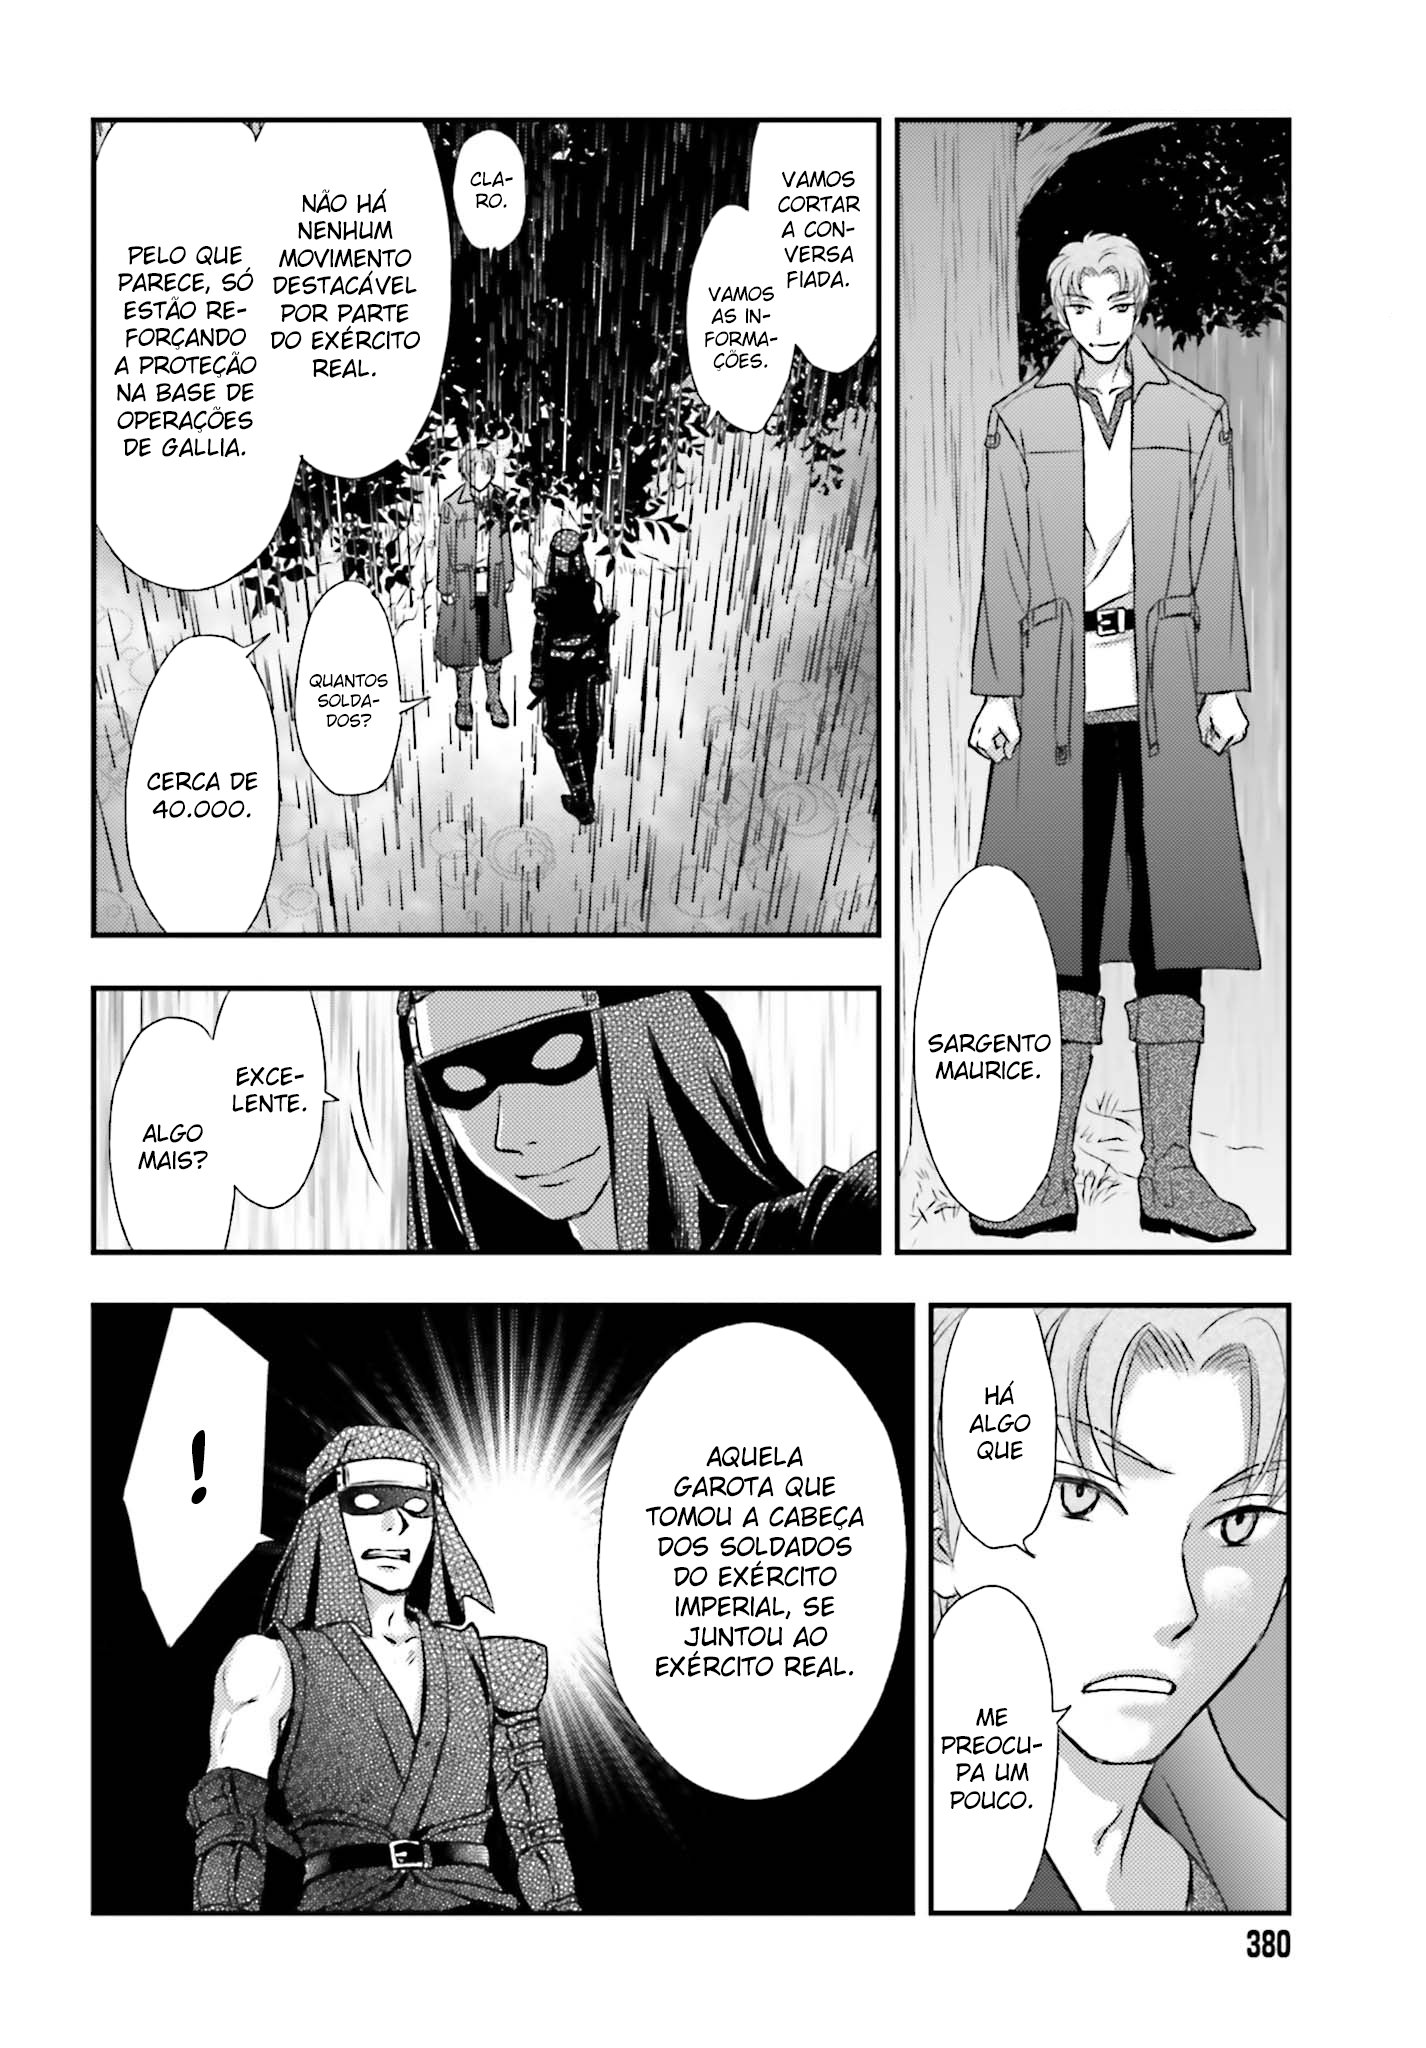 SARGENTO
MAURICE.
VAMOS
CORTAR
A CON-
VERSA
FIADA.
VAMOS
AS IN-
FORMA-
ÇÕES.
CLA-
RO.
NÃO HÁ
NENHUM
MOVIMENTO
DESTACÁVEL
POR PARTE
DO EXÉRCITO
REAL.
PELO QUE
PARECE, SÓ
ESTÃO RE-
FORÇANDO
A PROTEÇÃO
NA BASE DE
OPERAÇÕES
DE GALLIA.
QUANTOS
SOLDA-
DOS?
CERCA DE
40.000.
EXCE-
LENTE.
ALGO
MAIS?
HÁ
ALGO
QUE
ME
PREOCU-
PA UM
POUCO.
AQUELA
GAROTA QUE
TOMOU A CABEÇA
DOS SOLDADOS
DO EXÉRCITO
IMPERIAL, SE
JUNTOU AO
EXÉRCITO REAL.
!
380